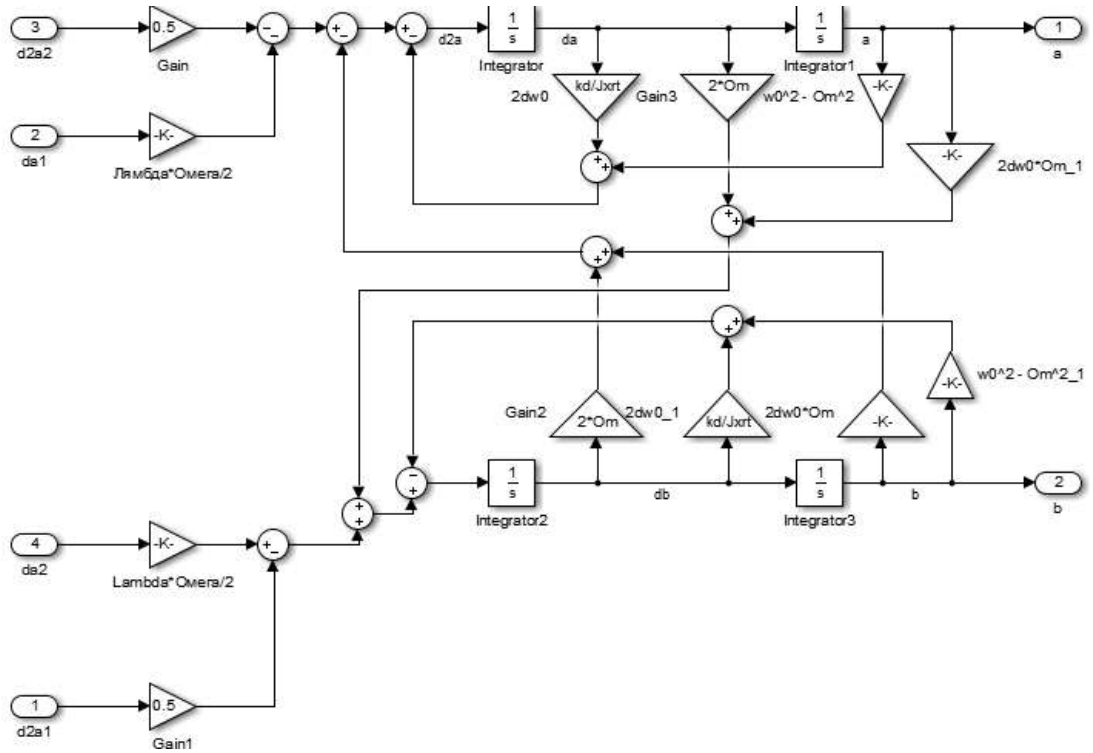 3
d2a2
0.5
Gain
2
da1
-K-
Лямбда*Омега/2
−
−
+
−
+
−
d2a
1
s
Integrator
da
1
s
Integrator1
a
1
a
kd/Jxrt
2dw0
2*Om
Gain3
-K-
w0^2 - Om^2
-K-
2dw0*Om_1
+
+
+
+
+
+
+
+
2*Om
Gain2
kd/Jxrt
2dw0_1
-K-
2dw0*Om
-K-
w0^2 - Om^2_1
−
+
1
s
Integrator2
db
1
s
Integrator3
b
2
b
+
+
4
da2
-K-
Lambda*Омега/2
+
−
1
d2a1
0.5
Gain1